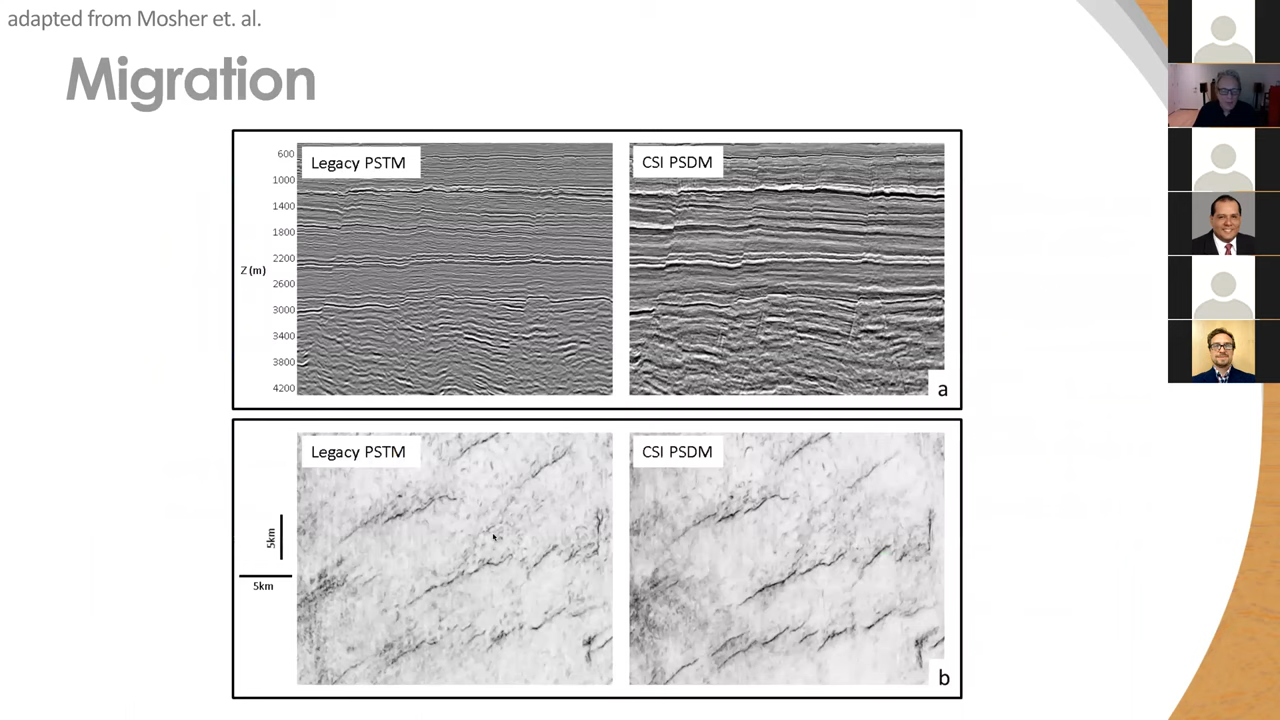 adapted from Mosher et. al.
Migration
Legacy PSTM
CSI PSDM
600
1000
1400
1800
2200
Z (m)
2600
3000
3400
3800
4200
a
Legacy PSTM
CSI PSDM
5km
5km
b